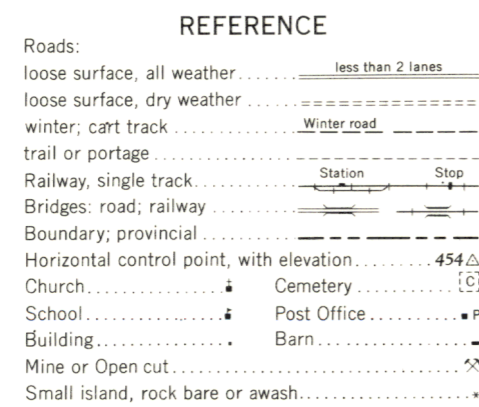 REFERENCE
Roads:
loose surface, all weather....... less than 2 lanes
loose surface, dry weather......
winter; cart track............... Winter road
trail or portage.................
Railway, single track............ Station Stop
Bridges: road; railway..........
Boundary; provincial...........
Horizontal control point, with elevation......... 454
Church................ Cemetery............ C
School................ Post Office.......... P
Building............... Barn.................
Mine or Open cut................................
Small island, rock bare or awash...................